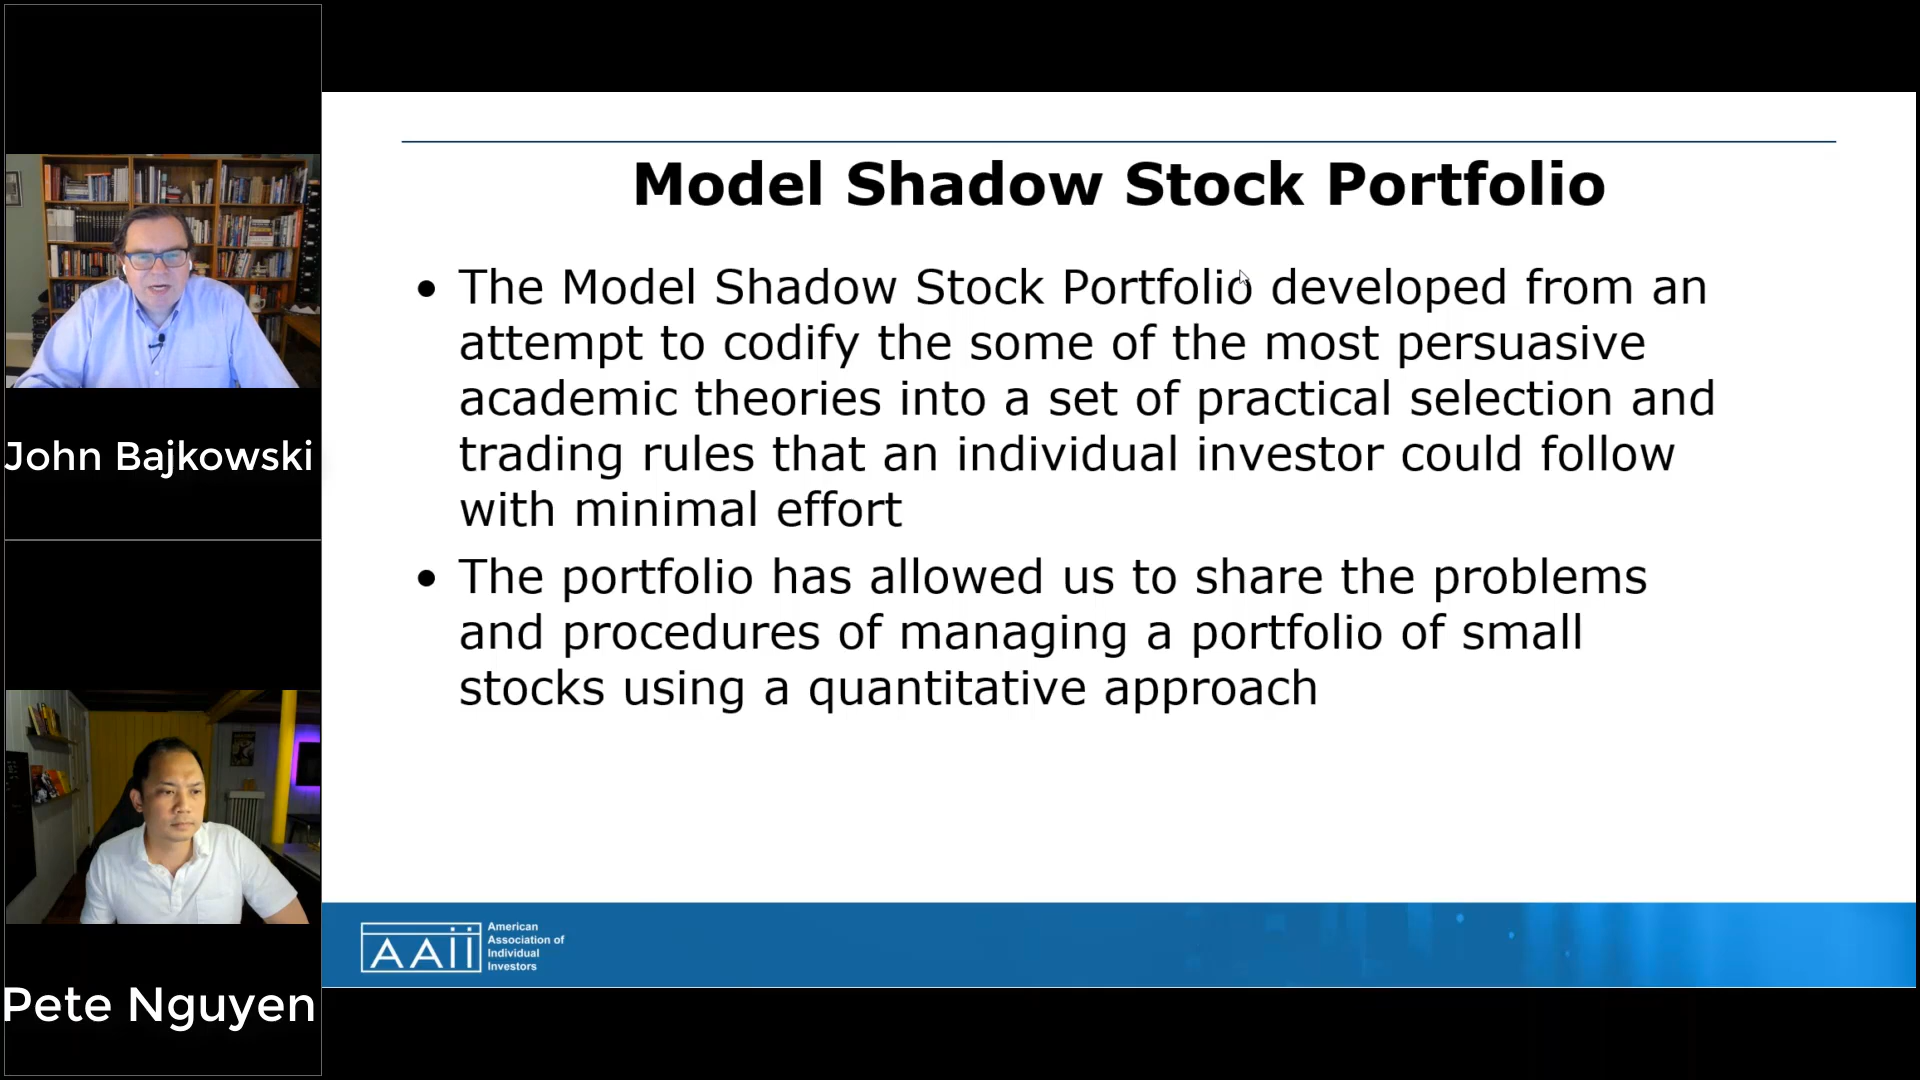 John Bajkowski
Pete Nguyen
Model Shadow Stock Portfolio
• The Model Shadow Stock Portfolio developed from an
attempt to codify the some of the most persuasive
academic theories into a set of practical selection and
trading rules that an individual investor could follow
with minimal effort
• The portfolio has allowed us to share the problems
and procedures of managing a portfolio of small
stocks using a quantitative approach
AAii
American
Association of
Individual
Investors